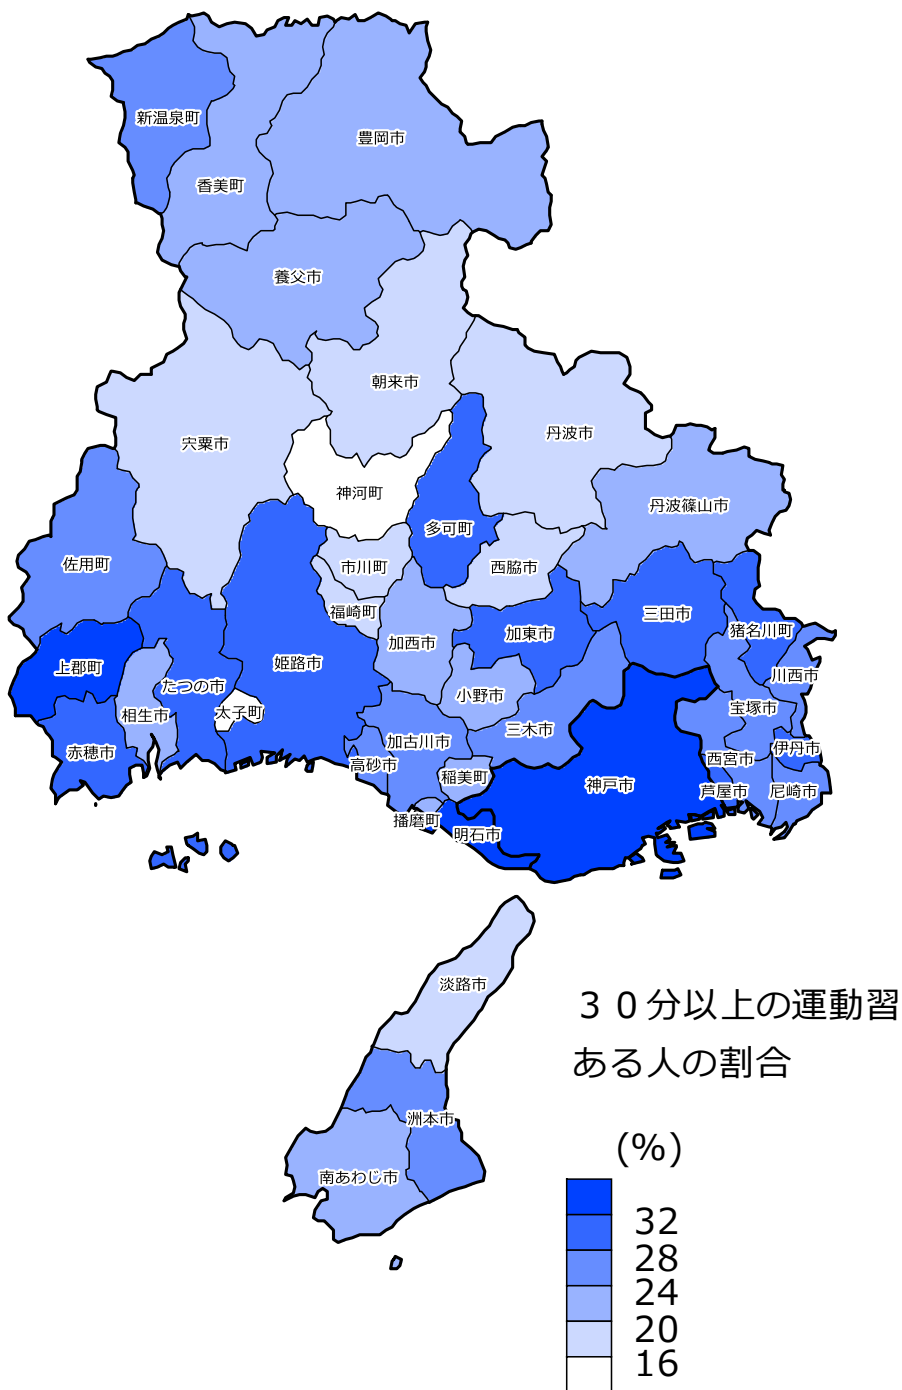 新温泉町
豊岡市
香美町
養父市
朝来市
宍粟市
丹波市
神河町
丹波篠山市
多可町
佐用町
市川町
西脇市
福崎町
三田市
加東市
猪名川町
加西市
上郡町
姫路市
川西市
たつの市
小野市
相生市
太子町
宝塚市
三木市
加古川市
赤穂市
伊丹市
西宮市
高砂市
稲美町
神戸市
芦屋市
尼崎市
播磨町
明石市
淡路市
３０分以上の運動習
ある人の割合
洲本市
南あわじ市
(%)
32
28
24
20
16